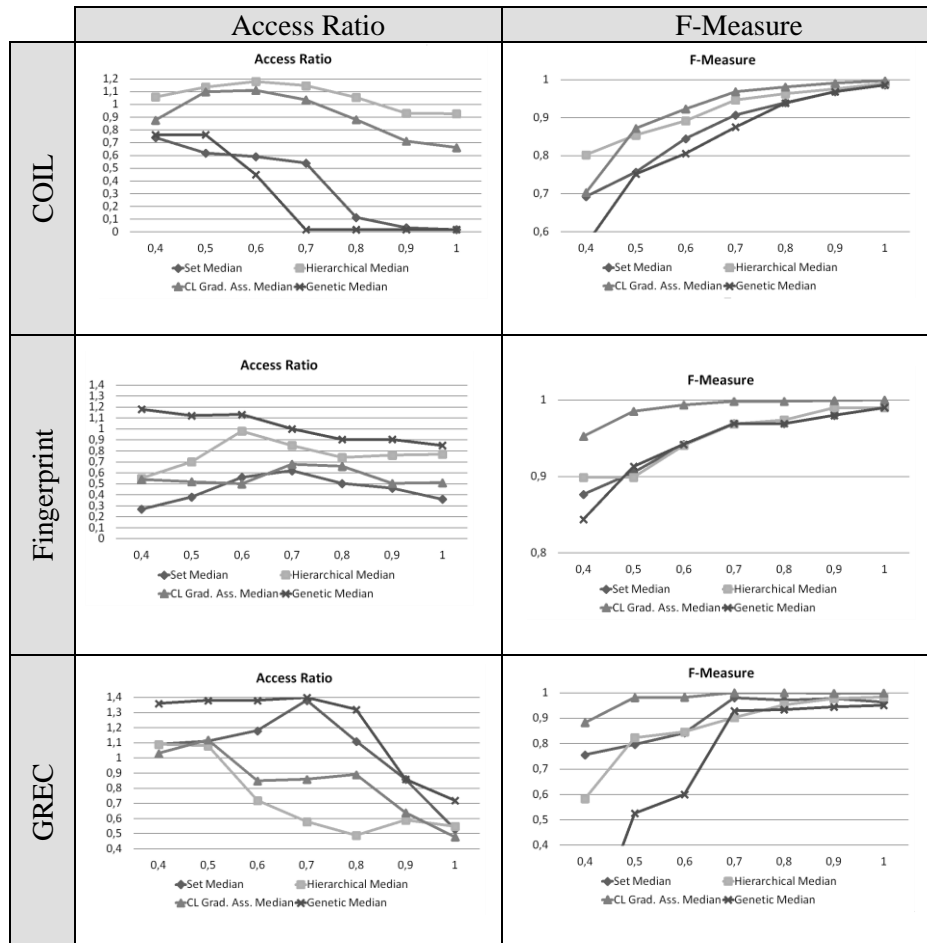 Access Ratio F-Measure
COIL
Access Ratio
1,2
1,1
1
0,9
0,8
0,7
0,6
0,5
0,4
0,3
0,2
0,1
0
0,4 0,5 0,6 0,7 0,8 0,9 1
Set Median Hierarchical Median
CL Grad. Ass. Median Genetic Median
F-Measure
1
0,9
0,8
0,7
0,6
0,4 0,5 0,6 0,7 0,8 0,9 1
Set Median Hierarchical Median
CL Grad. Ass. Median Genetic Median
Fingerprint
Access Ratio
1,4
1,3
1,2
1,1
1
0,9
0,8
0,7
0,6
0,5
0,4
0,3
0,2
0,1
0
0,4 0,5 0,6 0,7 0,8 0,9 1
Set Median Hierarchical Median
CL Grad. Ass. Median Genetic Median
F-Measure
1
0,9
0,8
0,4 0,5 0,6 0,7 0,8 0,9 1
Set Median Hierarchical Median
CL Grad. Ass. Median Genetic Median
GREC
Access Ratio
1,4
1,3
1,2
1,1
1
0,9
0,8
0,7
0,6
0,5
0,4
0,4 0,5 0,6 0,7 0,8 0,9 1
Set Median Hierarchical Median
CL Grad. Ass. Median Genetic Median
F-Measure
1
0,9
0,8
0,7
0,6
0,5
0,4
0,4 0,5 0,6 0,7 0,8 0,9 1
Set Median Hierarchical Median
CL Grad. Ass. Median Genetic Median